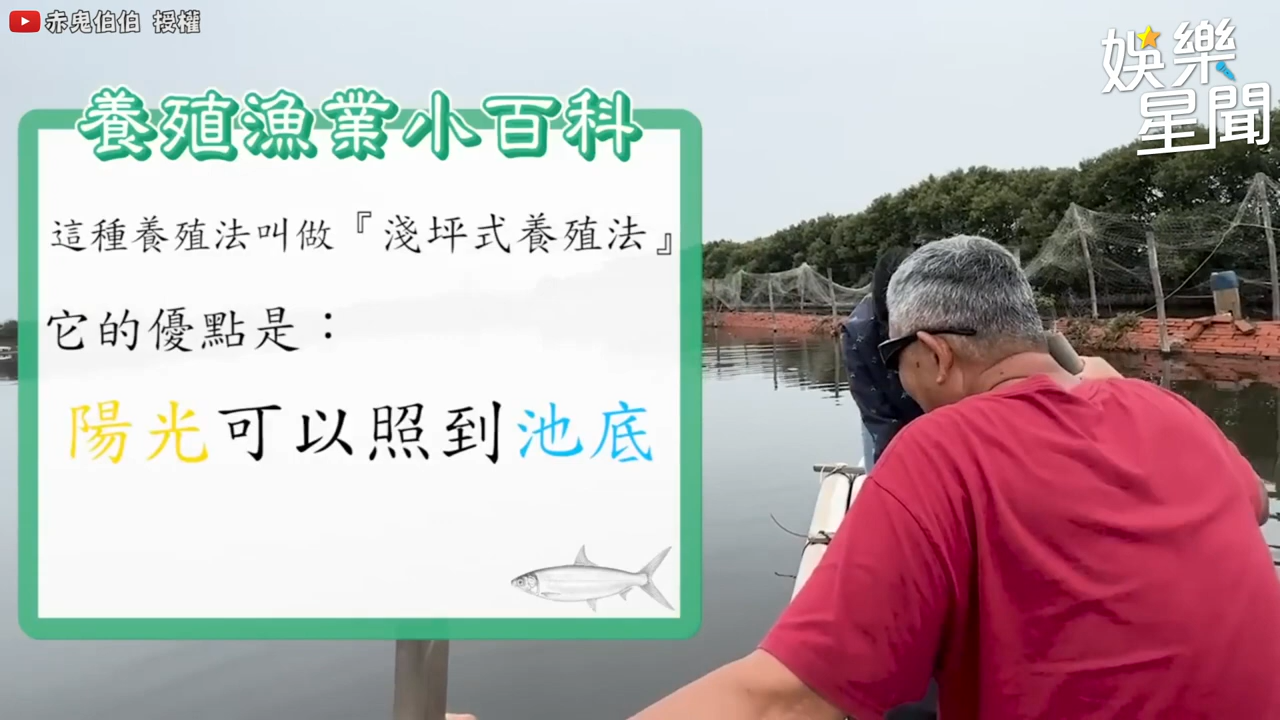 赤鬼伯伯 授權
娛樂
星聞
養殖漁業小百科
這種養殖法叫做『淺坪式養殖法』
它的優點是：
陽光可以照到池底